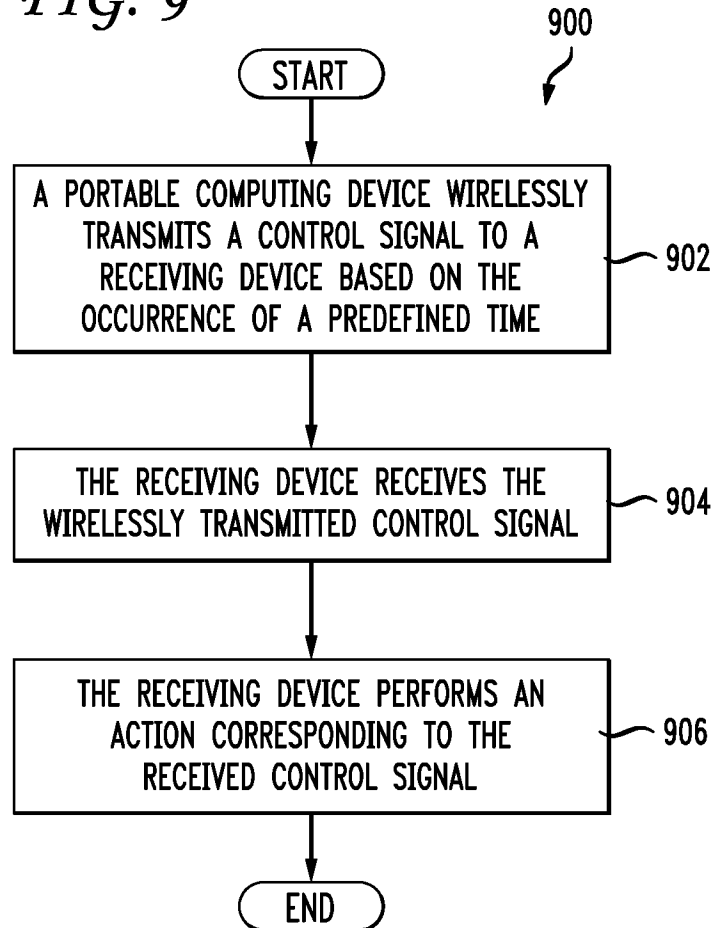 FIG. 9
900
START
A PORTABLE COMPUTING DEVICE WIRELESSLY
TRANSMITS A CONTROL SIGNAL TO A
RECEIVING DEVICE BASED ON THE
OCCURRENCE OF A PREDEFINED TIME
902
THE RECEIVING DEVICE RECEIVES THE
WIRELESSLY TRANSMITTED CONTROL SIGNAL
904
THE RECEIVING DEVICE PERFORMS AN
ACTION CORRESPONDING TO THE
RECEIVED CONTROL SIGNAL
906
END